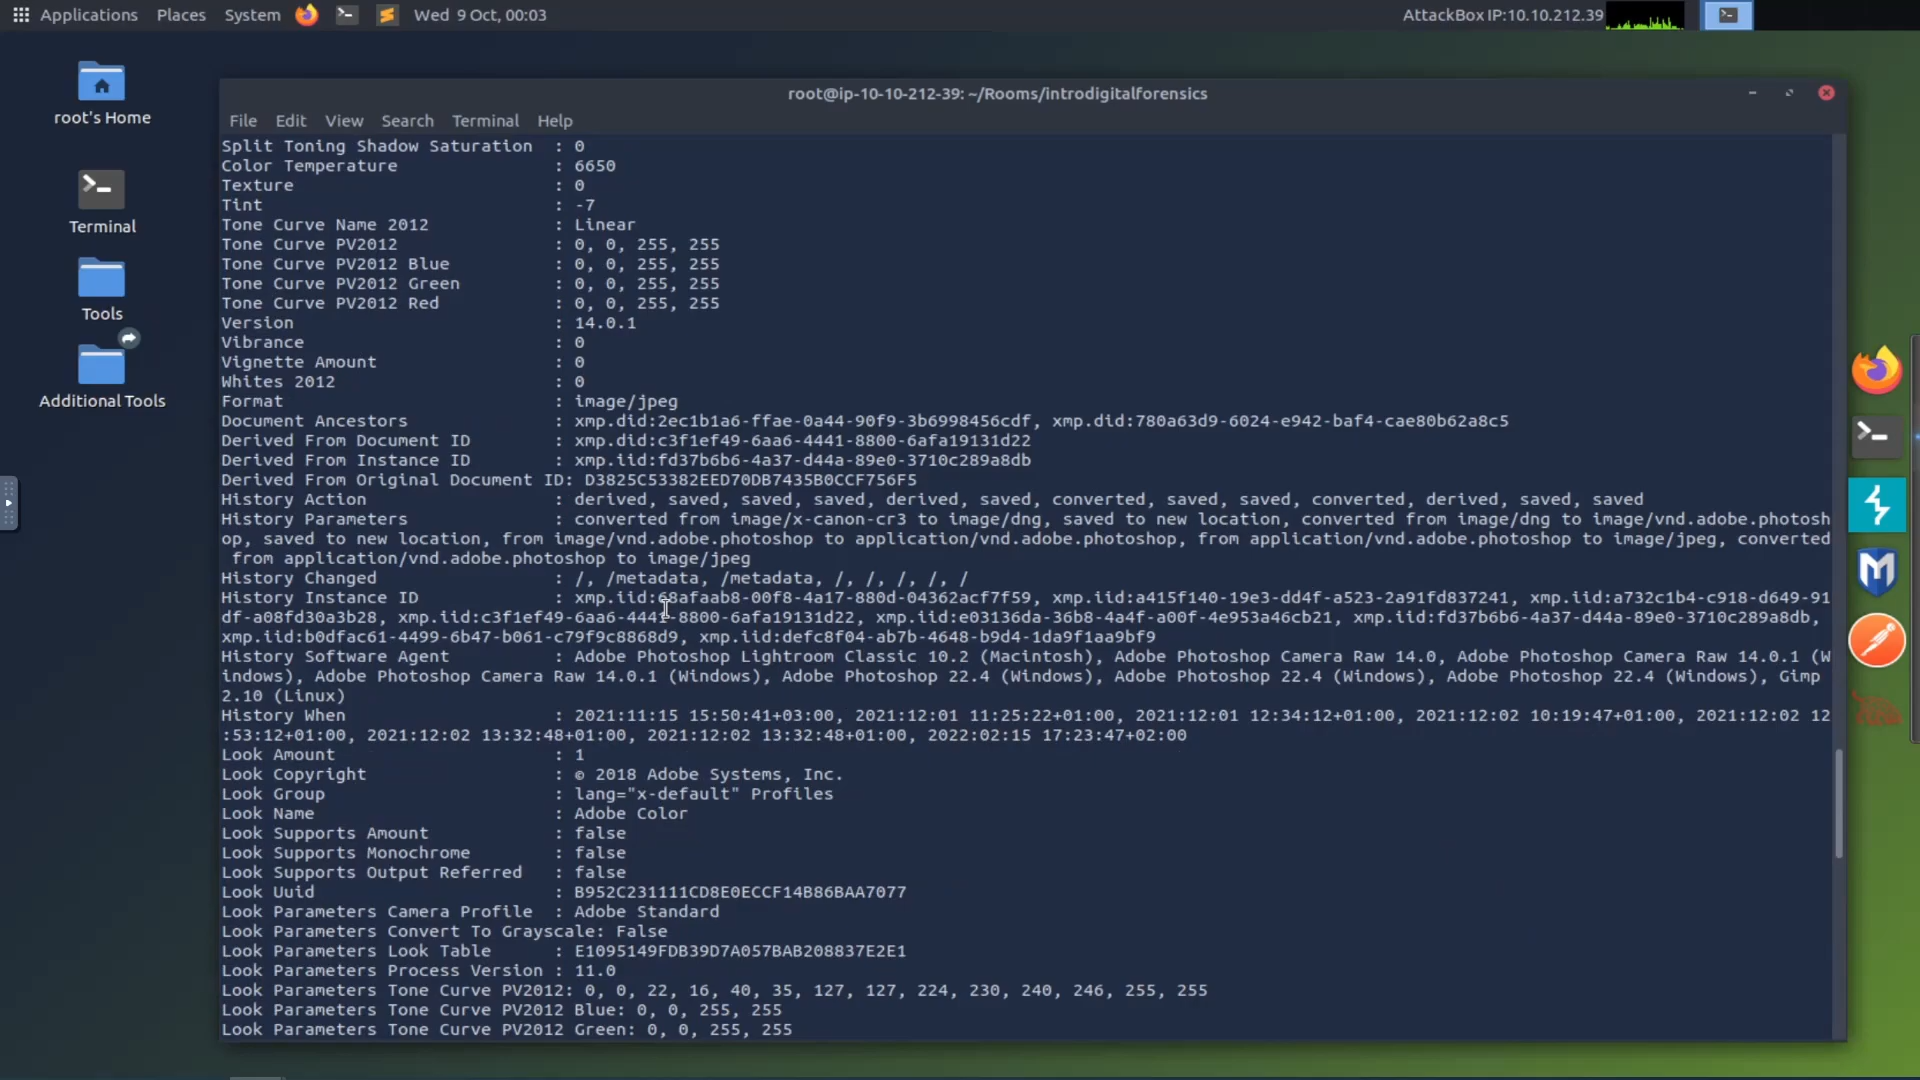 Applications Places System Wed 9 Oct, 00:03 AttackBox IP:10.10.212.39
root's Home
Terminal
Tools
Additional Tools
root@ip-10-10-212-39: ~/Rooms/introdigitalforensics
File Edit View Search Terminal Help
Split Toning Shadow Saturation : 0
Color Temperature : 6650
Texture : 0
Tint : -7
Tone Curve Name 2012 : Linear
Tone Curve PV2012 : 0, 0, 255, 255
Tone Curve PV2012 Blue : 0, 0, 255, 255
Tone Curve PV2012 Green : 0, 0, 255, 255
Tone Curve PV2012 Red : 0, 0, 255, 255
Version : 14.0.1
Vibrance : 0
Vignette Amount : 0
Whites 2012 : 0
Format : image/jpeg
Document Ancestors : xmp.did:2ec1b1a6-ffae-0a44-90f9-3b6998456cdf, xmp.did:780a63d9-6024-e942-baf4-cae80b62a8c5
Derived From Document ID : xmp.did:c3f1ef49-6aa6-4441-8800-6afa19131d22
Derived From Instance ID : xmp.iid:fd37b6b6-4a37-d44a-89e0-3710c289a8db
Derived From Original Document ID: D3825C53382EED70DB7435B0CCF756F5
History Action : derived, saved, saved, saved, derived, saved, converted, saved, saved, converted, derived, saved, saved
History Parameters : converted from image/x-canon-cr3 to image/dng, saved to new location, converted from image/dng to image/vnd.adobe.photosh
op, saved to new location, from image/vnd.adobe.photoshop to application/vnd.adobe.photoshop, from application/vnd.adobe.photoshop to image/jpeg, converted
from application/vnd.adobe.photoshop to image/jpeg
History Changed : /, /metadata, /metadata, /, /, /, /, /
History Instance ID : xmp.iid:68afaab8-00f8-4a17-880d-04362acf7f59, xmp.iid:a415f140-19e3-dd4f-a523-2a91fd837241, xmp.iid:a732c1b4-c918-d649-91
df-a08fd30a3b28, xmp.iid:c3f1ef49-6aa6-4441-8800-6afa19131d22, xmp.iid:e03136da-36b8-4a4f-a00f-4e953a46cb21, xmp.iid:fd37b6b6-4a37-d44a-89e0-3710c289a8db,
xmp.iid:b0dfac61-4499-6b47-b061-c79f9c8868d9, xmp.iid:defc8f04-ab7b-4648-b9d4-1da9f1aa9bf9
History Software Agent : Adobe Photoshop Lightroom Classic 10.2 (Macintosh), Adobe Photoshop Camera Raw 14.0, Adobe Photoshop Camera Raw 14.0.1 (W
indows), Adobe Photoshop Camera Raw 14.0.1 (Windows), Adobe Photoshop 22.4 (Windows), Adobe Photoshop 22.4 (Windows), Adobe Photoshop 22.4 (Windows), Gimp
2.10 (Linux)
History When : 2021:11:15 15:50:41+03:00, 2021:12:01 11:25:22+01:00, 2021:12:01 12:34:12+01:00, 2021:12:02 10:19:47+01:00, 2021:12:02 12
:53:12+01:00, 2021:12:02 13:32:48+01:00, 2021:12:02 13:32:48+01:00, 2022:02:15 17:23:47+02:00
Look Amount : 1
Look Copyright : © 2018 Adobe Systems, Inc.
Look Group : lang="x-default" Profiles
Look Name : Adobe Color
Look Supports Amount : false
Look Supports Monochrome : false
Look Supports Output Referred : false
Look Uuid : B952C231111CD8E0ECCF14B86BAA7077
Look Parameters Camera Profile : Adobe Standard
Look Parameters Convert To Grayscale: False
Look Parameters Look Table : E1095149FDB39D7A057BAB208837E2E1
Look Parameters Process Version : 11.0
Look Parameters Tone Curve PV2012: 0, 0, 22, 16, 40, 35, 127, 127, 224, 230, 240, 246, 255, 255
Look Parameters Tone Curve PV2012 Blue: 0, 0, 255, 255
Look Parameters Tone Curve PV2012 Green: 0, 0, 255, 255